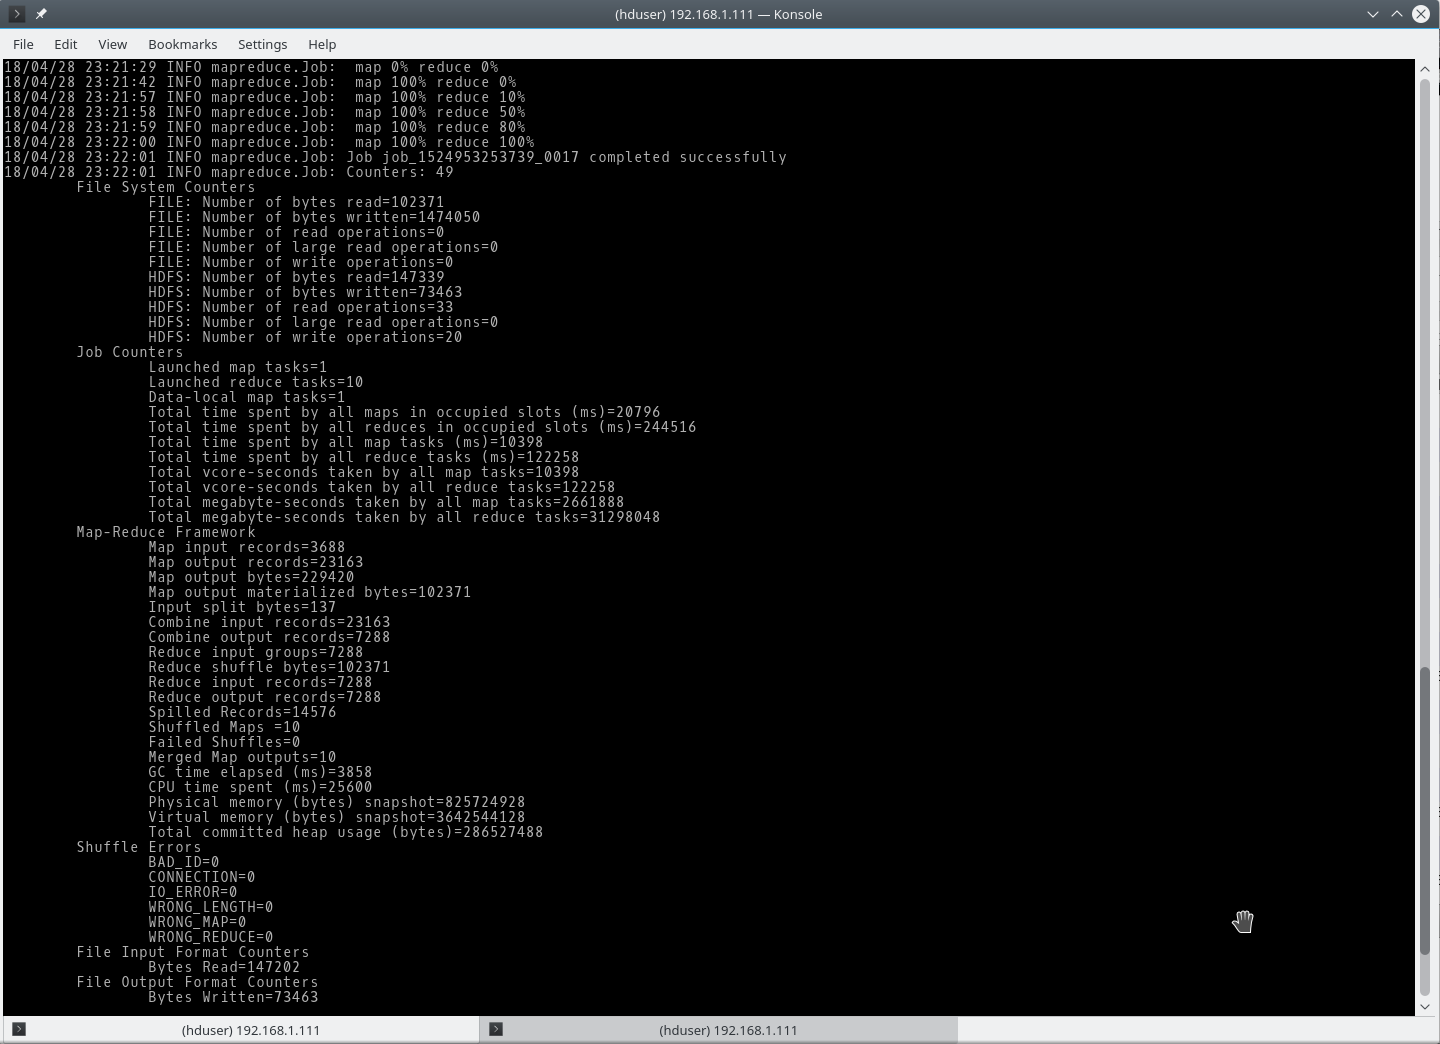 (hduser) 192.168.1.111 — Konsole
File Edit View Bookmarks Settings Help
18/04/28 23:21:29 INFO mapreduce.Job:  map 0% reduce 0%
18/04/28 23:21:42 INFO mapreduce.Job:  map 100% reduce 0%
18/04/28 23:21:57 INFO mapreduce.Job:  map 100% reduce 10%
18/04/28 23:21:58 INFO mapreduce.Job:  map 100% reduce 50%
18/04/28 23:21:59 INFO mapreduce.Job:  map 100% reduce 80%
18/04/28 23:22:00 INFO mapreduce.Job:  map 100% reduce 100%
18/04/28 23:22:01 INFO mapreduce.Job: Job job_1524953253739_0017 completed successfully
18/04/28 23:22:01 INFO mapreduce.Job: Counters: 49
File System Counters
FILE: Number of bytes read=102371
FILE: Number of bytes written=1474050
FILE: Number of read operations=0
FILE: Number of large read operations=0
FILE: Number of write operations=0
HDFS: Number of bytes read=147339
HDFS: Number of bytes written=73463
HDFS: Number of read operations=33
HDFS: Number of large read operations=0
HDFS: Number of write operations=20
Job Counters
Launched map tasks=1
Launched reduce tasks=10
Data-local map tasks=1
Total time spent by all maps in occupied slots (ms)=20796
Total time spent by all reduces in occupied slots (ms)=244516
Total time spent by all map tasks (ms)=10398
Total time spent by all reduce tasks (ms)=122258
Total vcore-seconds taken by all map tasks=10398
Total vcore-seconds taken by all reduce tasks=122258
Total megabyte-seconds taken by all map tasks=2661888
Total megabyte-seconds taken by all reduce tasks=31298048
Map-Reduce Framework
Map input records=3688
Map output records=23163
Map output bytes=229420
Map output materialized bytes=102371
Input split bytes=137
Combine input records=23163
Combine output records=7288
Reduce input groups=7288
Reduce shuffle bytes=102371
Reduce input records=7288
Reduce output records=7288
Spilled Records=14576
Shuffled Maps =10
Failed Shuffles=0
Merged Map outputs=10
GC time elapsed (ms)=3858
CPU time spent (ms)=25600
Physical memory (bytes) snapshot=825724928
Virtual memory (bytes) snapshot=3642544128
Total committed heap usage (bytes)=286527488
Shuffle Errors
BAD_ID=0
CONNECTION=0
IO_ERROR=0
WRONG_LENGTH=0
WRONG_MAP=0
WRONG_REDUCE=0
File Input Format Counters
Bytes Read=147202
File Output Format Counters
Bytes Written=73463
(hduser) 192.168.1.111
(hduser) 192.168.1.111